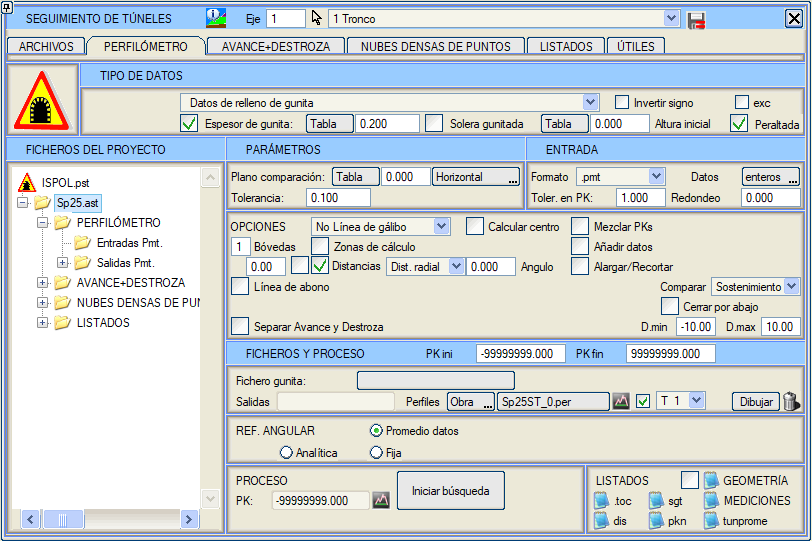 SEGUIMIENTO DE TÚNELES Eje 1 1 Tronco
ARCHIVOS PERFILÓMETRO AVANCE+DESTROZA NUBES DENSAS DE PUNTOS LISTADOS ÚTILES
TIPO DE DATOS
Datos de relleno de gunita Invertir signo exc
Espesor de gunita: Tabla 0.200 Solera gunitada Tabla 0.000 Altura inicial Peraltada
FICHEROS DEL PROYECTO
ISPOL.pst
Sp25.ast
PERFILÓMETRO
Entradas Pmt.
Salidas Pmt.
AVANCE+DESTROZA
NUBES DENSAS DE PUN
LISTADOS
PARÁMETROS
Plano comparación: Tabla 0.000 Horizontal ...
Tolerancia: 0.100
ENTRADA
Formato .pmt Datos enteros ...
Toler. en PK: 1.000 Redondeo 0.000
OPCIONES No Línea de gálibo Calcular centro Mezclar PKs
1 Bóvedas Zonas de cálculo Añadir datos
0.00 Distancias Dist. radial 0.000 Angulo Alargar/Recortar
Línea de abono Comparar Sostenimiento
Cerrar por abajo
Separar Avance y Destroza D.min -10.00 D.max 10.00
FICHEROS Y PROCESO PK ini -99999999.000 PK fin 99999999.000
Fichero gunita:
Salidas Perfiles Obra ... Sp25ST_0.per T 1 Dibujar
REF. ANGULAR Promedio datos
Analítica Fija
PROCESO
PK: -99999999.000 Iniciar búsqueda
LISTADOS GEOMETRÍA
.toc sgt MEDICIONES
dis pkn tunprome